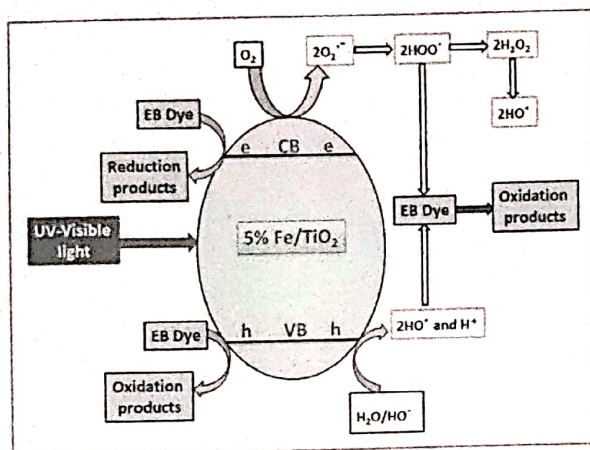 O₂
2O₂•⁻
2HOO•
2H₂O₂
2HO•
EB Dye
e CB e
Reduction
products
EB Dye
Oxidation
products
UV-Visible
light
5% Fe/TiO₂
EB Dye
h VB h
2HO• and H⁺
Oxidation
products
H₂O/HO⁻